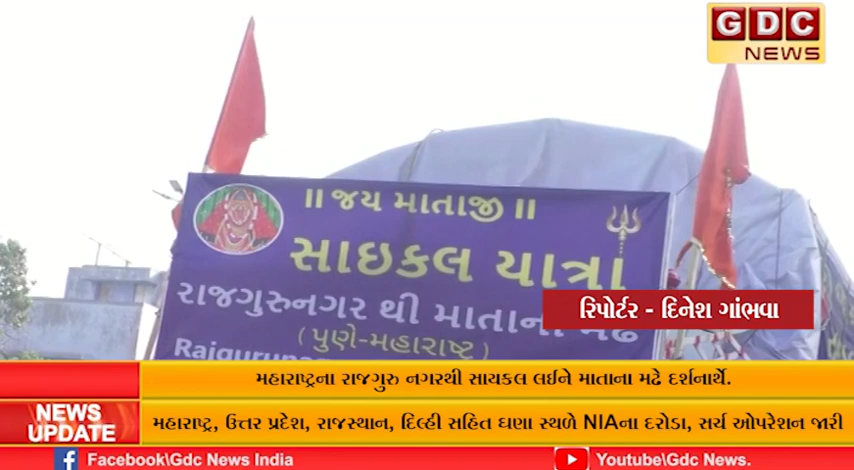 GDC
NEWS
॥ જય માતાજી ॥
સાઇકલ યાત્રા
રાજગુરુનગર થી માતાના મઢ
(પુણે-મહારાષ્ટ્ર)
રિપોર્ટર - દિનેશ ગાંભવા
મહારાષ્ટ્રના રાજગુરુ નગરથી સાયકલ લઈને માતાના મઢે દર્શનાર્થે.
NEWS
UPDATE
મહારાષ્ટ્ર, ઉત્તર પ્રદેશ, રાજસ્થાન, દિલ્હી સહિત ઘણા સ્થળે NIAના દરોડા, સર્ચ ઓપરેશન જારી
Facebook\Gdc News India
Youtube\Gdc News.